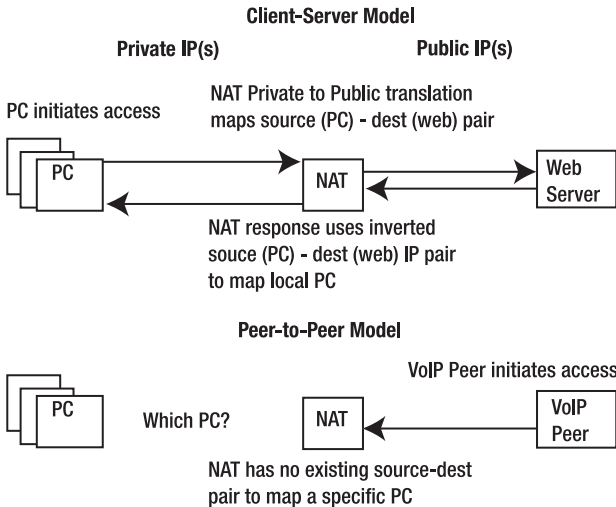 Client-Server Model
Private IP(s)
Public IP(s)
PC initiates access
NAT Private to Public translation
maps source (PC) - dest (web) pair
PC
NAT
Web
Server
NAT response uses inverted
souce (PC) - dest (web) IP pair
to map local PC
Peer-to-Peer Model
VoIP Peer initiates access
PC
Which PC?
NAT
VoIP
Peer
NAT has no existing source-dest
pair to map a specific PC